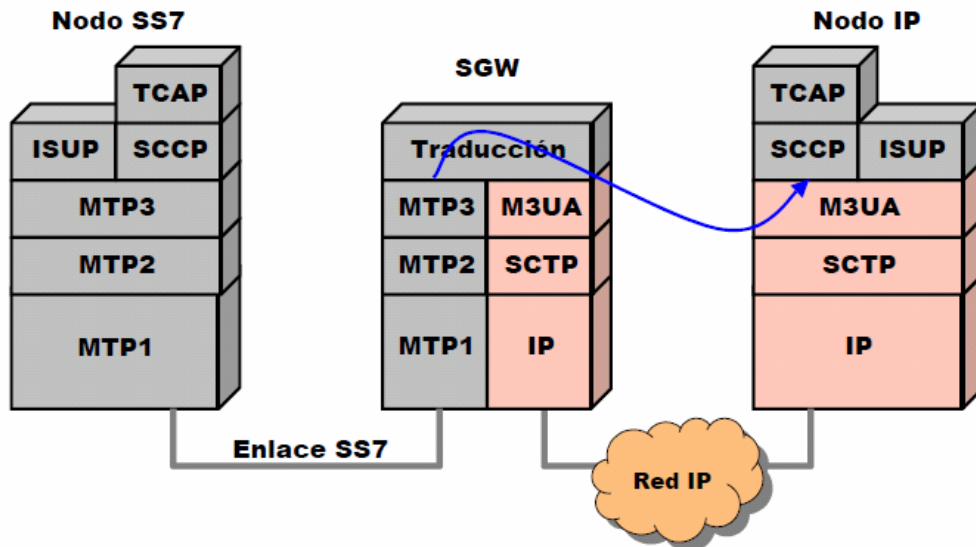 Nodo SS7
Nodo IP
SGW
TCAP
TCAP
ISUP
SCCP
Traducción
SCCP
ISUP
MTP3
MTP3
M3UA
M3UA
MTP2
MTP2
SCTP
SCTP
MTP1
MTP1
IP
IP
Enlace SS7
Red IP